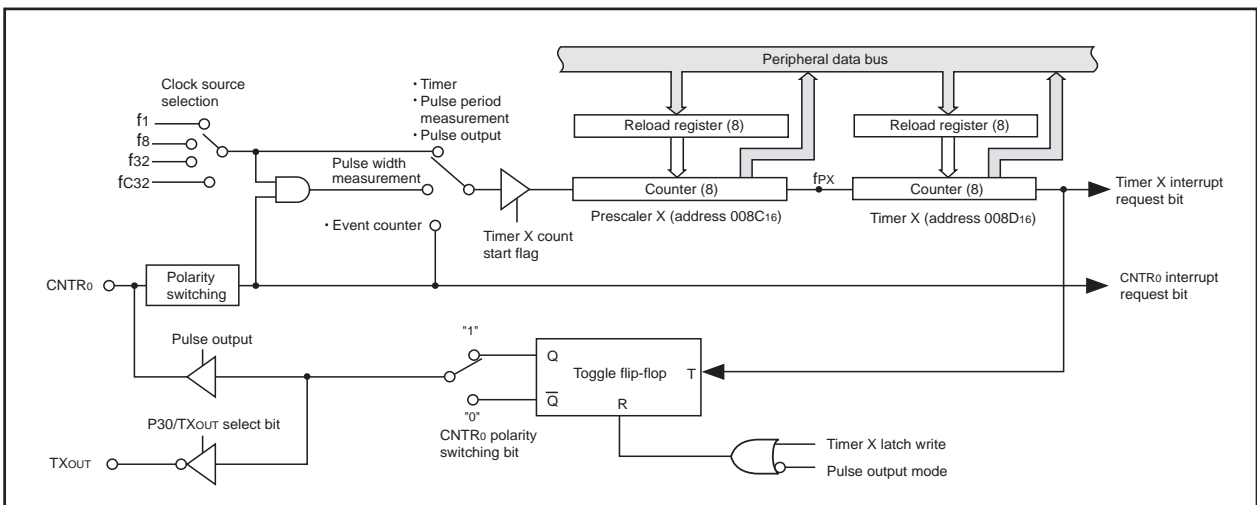 Peripheral data bus
Clock source
selection
f1
f8
f32
fC32
・Timer
・Pulse period
measurement
・Pulse output
Pulse width
measurement
・Event counter
Timer X count
start flag
Reload register (8)
Reload register (8)
Counter (8)
fPX
Counter (8)
Prescaler X (address 008C16)
Timer X (address 008D16)
Timer X interrupt
request bit
CNTR0
Polarity
switching
CNTR0 interrupt
request bit
Pulse output
"1"
Q
Toggle flip-flop
T
Q
R
"0"
CNTR0 polarity
switching bit
P30/TXOUT select bit
TXOUT
Timer X latch write
Pulse output mode